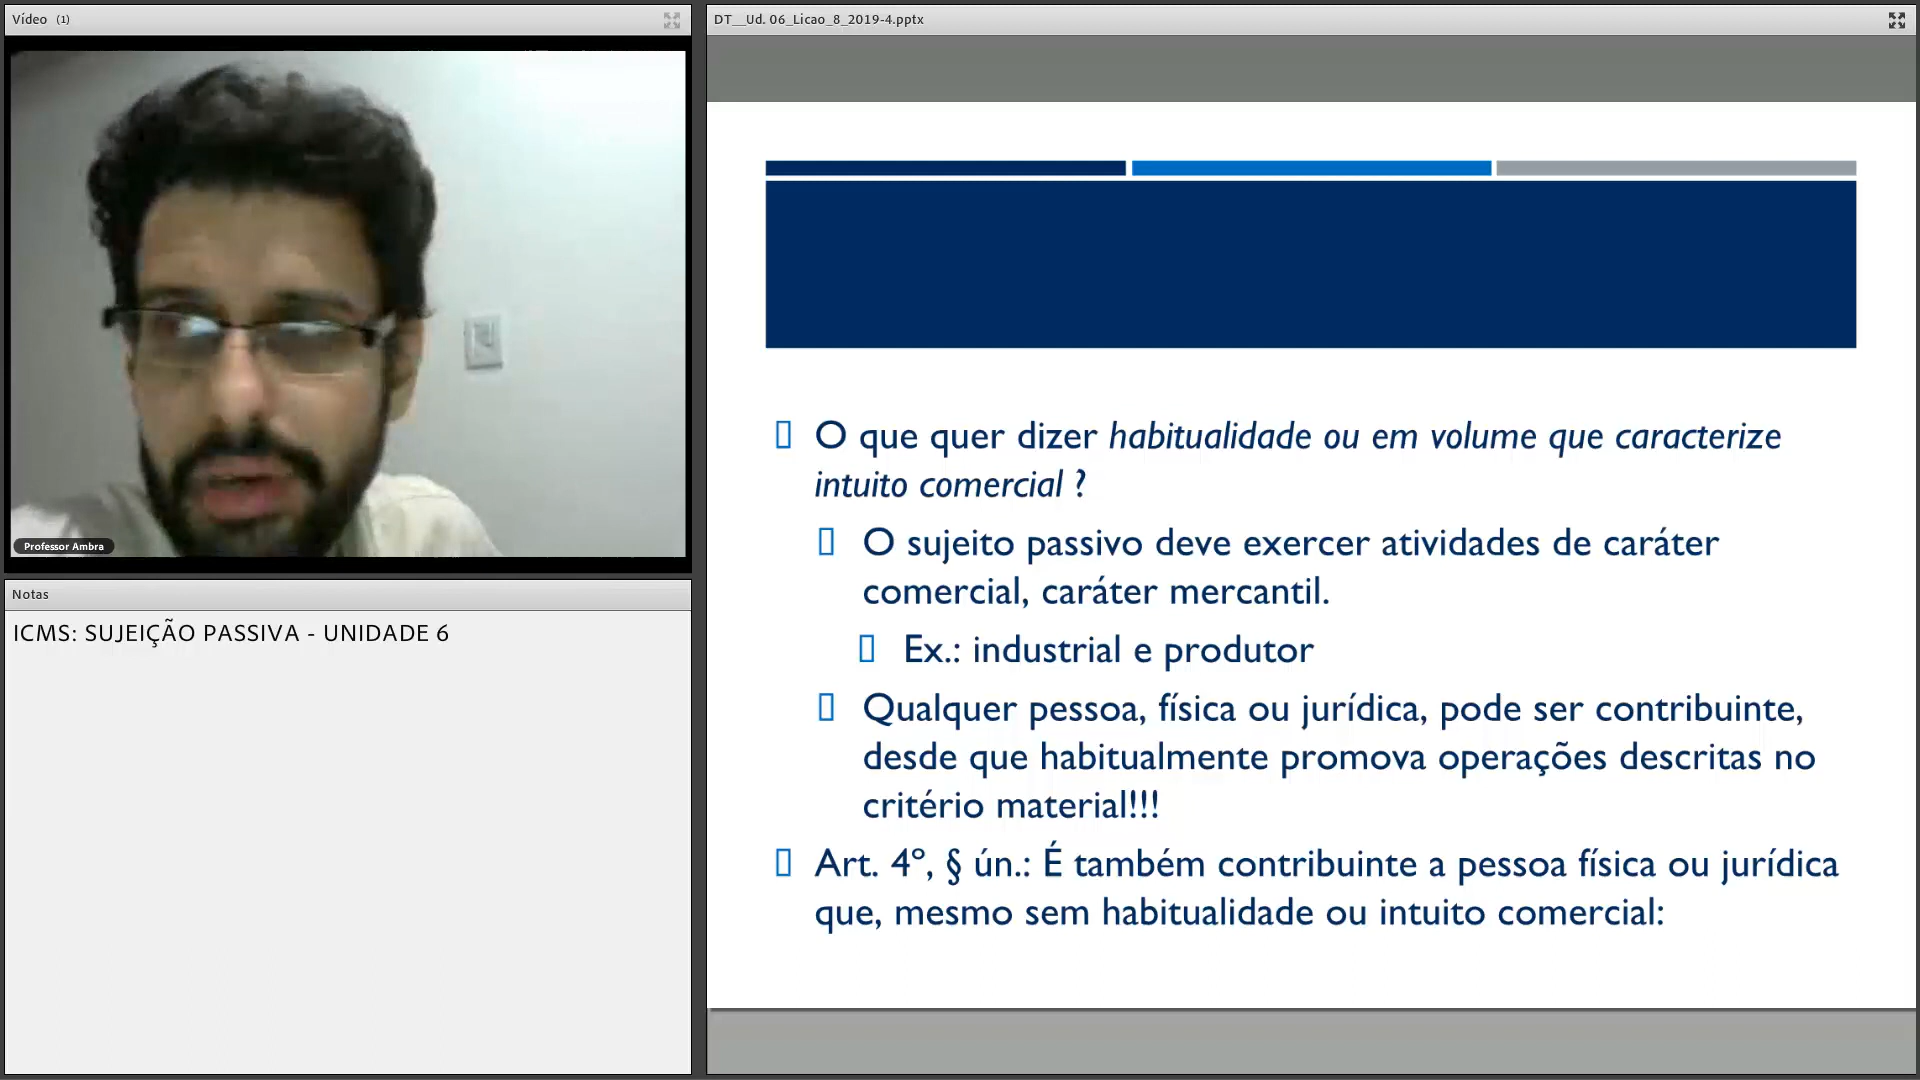 Vídeo (1)
Professor Ambra
Notas
ICMS: SUJEIÇÃO PASSIVA - UNIDADE 6
DT__Ud. 06_Licao_8_2019-4.pptx
O que quer dizer habitualidade ou em volume que caracterize
intuito comercial ?
O sujeito passivo deve exercer atividades de caráter
comercial, caráter mercantil.
Ex.: industrial e produtor
Qualquer pessoa, física ou jurídica, pode ser contribuinte,
desde que habitualmente promova operações descritas no
critério material!!!
Art. 4º, § ún.: É também contribuinte a pessoa física ou jurídica
que, mesmo sem habitualidade ou intuito comercial: